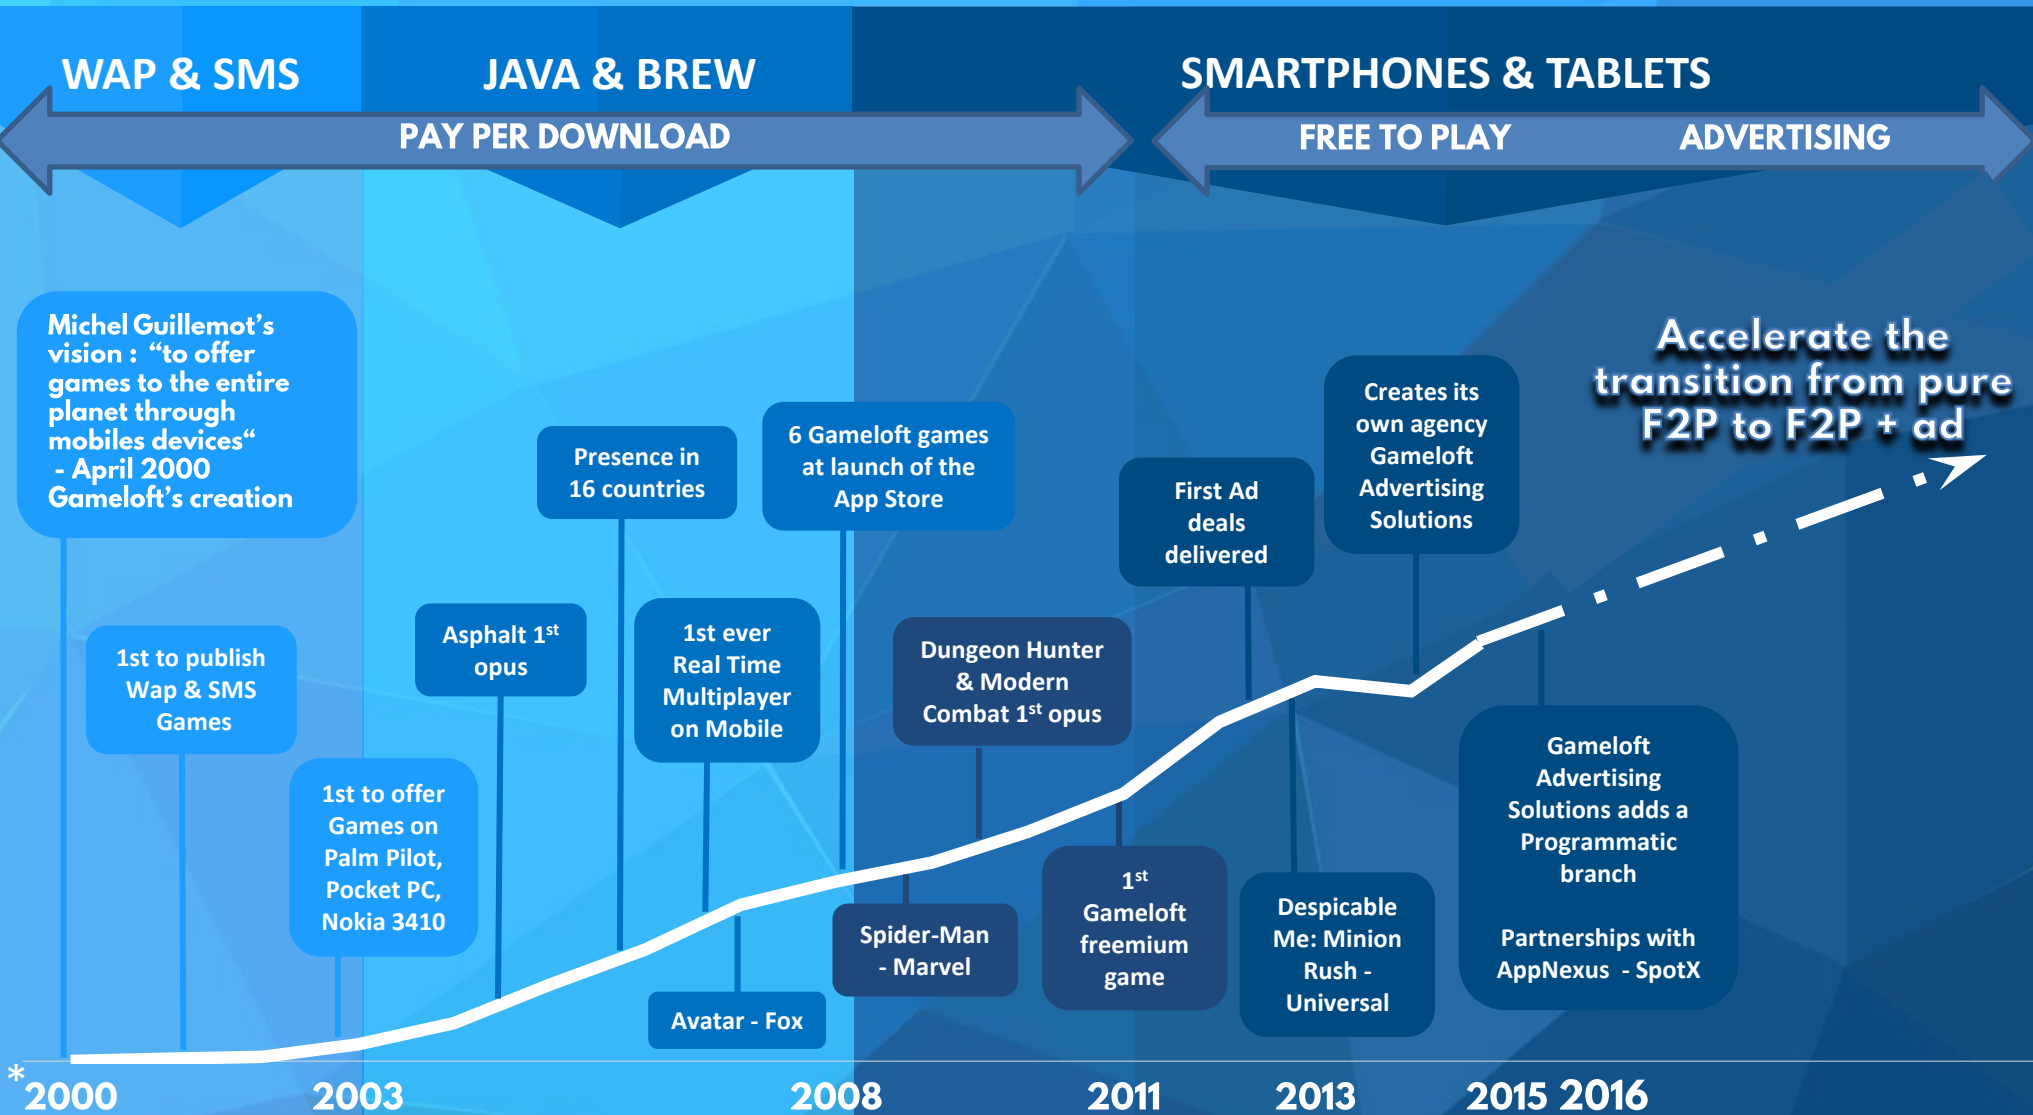 WAP & SMS
JAVA & BREW
SMARTPHONES & TABLETS
PAY PER DOWNLOAD
FREE TO PLAY
ADVERTISING
Michel Guillemot's
vision : “to offer
games to the entire
planet through
mobiles devices“
- April 2000
Gameloft's creation
1st to publish
Wap & SMS
Games
1st to offer
Games on
Palm Pilot,
Pocket PC,
Nokia 3410
Asphalt 1st
opus
Presence in
16 countries
1st ever
Real Time
Multiplayer
on Mobile
Avatar - Fox
6 Gameloft games
at launch of the
App Store
Spider-Man
- Marvel
Dungeon Hunter
& Modern
Combat 1st opus
1st
Gameloft
freemium
game
First Ad
deals
delivered
Despicable
Me: Minion
Rush -
Universal
Creates its
own agency
Gameloft
Advertising
Solutions
Gameloft
Advertising
Solutions adds a
Programmatic
branch
Partnerships with
AppNexus - SpotX
Accelerate the
transition from pure
F2P to F2P + ad
*2000
2003
2008
2011
2013
2015
2016